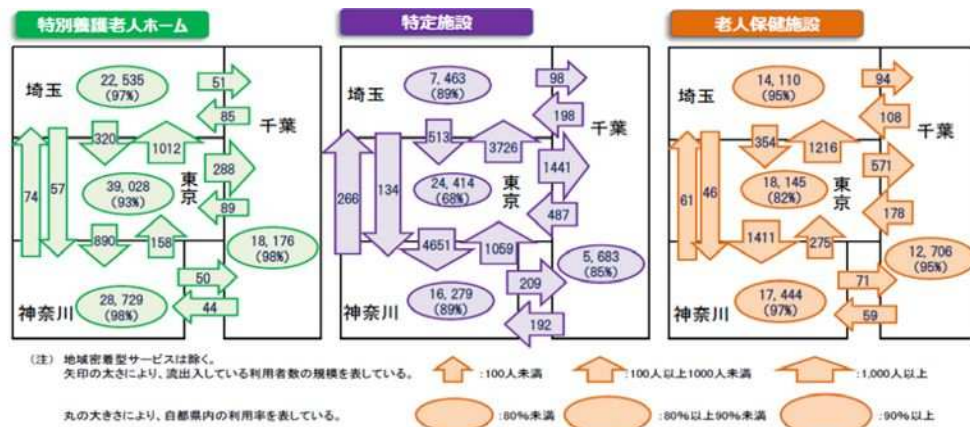 特別養護老人ホーム
埼玉
22,535
(97%)
51
85
千葉
320
1012
74
57
39,028
(93%)
東京
288
89
890
158
18,176
(98%)
50
神奈川
28,729
(98%)
44
特定施設
埼玉
7,463
(89%)
98
198
千葉
513
3726
266
134
24,414
(68%)
東京
1441
487
4651
1059
5,683
(85%)
209
神奈川
16,279
(89%)
192
老人保健施設
埼玉
14,110
(95%)
94
108
千葉
354
1216
61
46
18,145
(82%)
東京
571
178
1411
275
12,706
(95%)
71
神奈川
17,444
(97%)
59
(注) 地域密着型サービスは除く。
矢印の太さにより、流出入している利用者数の規模を表している。
:100人未満
:100人以上1000人未満
:1,000人以上
丸の大きさにより、自都県内の利用率を表している。
:80%未満
:80%以上90%未満
:90%以上